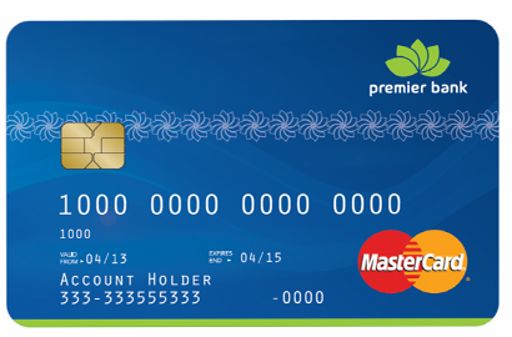 premier bank
1000 0000 0000 0000
1000
VALID FROM ▸ 04/13 EXPIRES END ▸ 04/15
ACCOUNT HOLDER
333-333555333 -0000
MasterCard